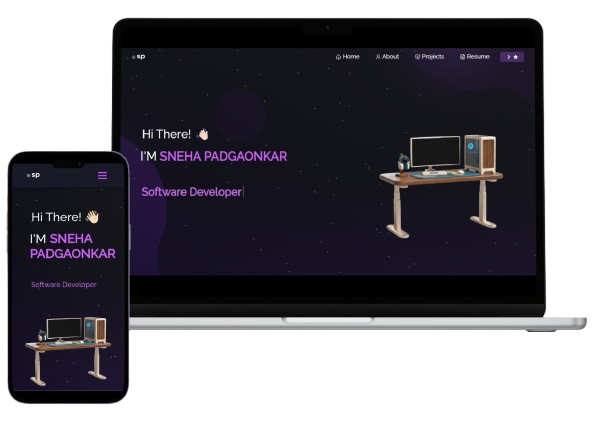 sp
Home
About
Projects
Resume
Hi There! 👋🏻
I'M SNEHA PADGAONKAR
Software Developer
sp
Hi There! 👋🏻
I'M SNEHA
PADGAONKAR
Software Developer